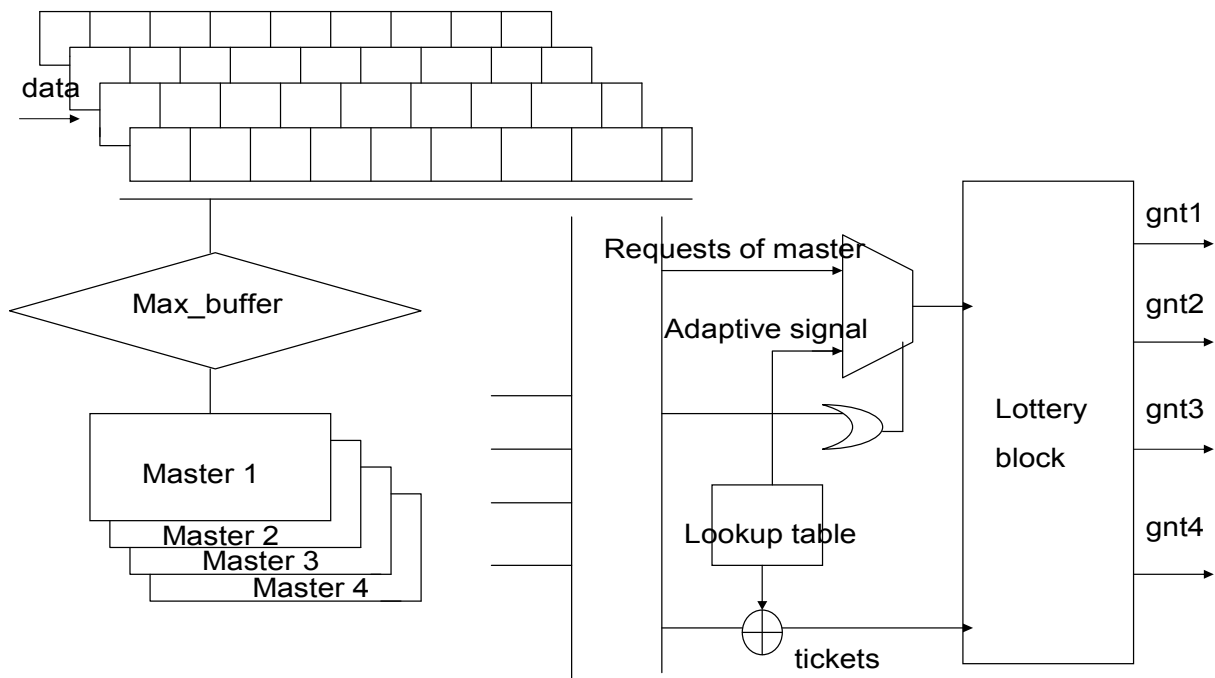 data
Max_buffer
Master 1
Master 2
Master 3
Master 4
Requests of master
Adaptive signal
Lookup table
tickets
Lottery
block
gnt1
gnt2
gnt3
gnt4